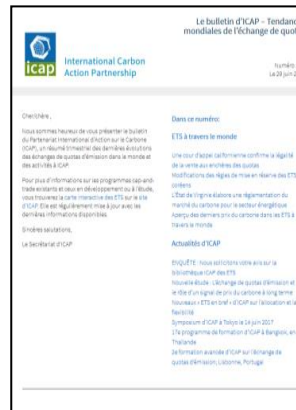 Le bulletin d'ICAP – Tendanc
mondiales de l'échange de quot
icap
International Carbon
Action Partnership
Numéro
Le 28 juin 2
Cher/chère,
Nous sommes heureux de vous présenter le bulletin
du Partenariat International d'Action sur le Carbone
(ICAP), un résumé trimestriel des dernières évolutions
des échanges de quotas d'émission dans le monde et
des activités à ICAP.
Pour plus d'informations sur les programmes cap-and-
trade existants et ceux en développement ou à l'étude,
vous trouverez la carte interactive des ETS sur le site
d'ICAP. Elle est régulièrement mise à jour avec les
dernières informations disponibles.
Sincères salutations,
Le Secrétariat d'ICAP
Dans ce numéro:
ETS à travers le monde
Une cour d'appel californienne confirme la légalité
de la vente aux enchères des quotas
Modifications des règles de mise en réserve des ETS
coréens
L'État de Virginie élabore une réglementation du
marché du carbone pour le secteur énergétique
Aperçu des derniers prix du carbone dans les ETS à
travers le monde
Actualités d'ICAP
ENQUÊTE : Nous sollicitons votre avis sur la
bibliothèque ICAP des ETS
Nouvelle étude : L'échange de quotas d'émission et
le rôle d'un signal de prix du carbone à long terme
Nouveaux « ETS en bref » d'ICAP sur l'allocation et la
flexibilité
Symposium d'ICAP à Tokyo le 14 juin 2017
17e programme de formation d'ICAP à Bangkok, en
Thaïlande
2e formation avancée d'ICAP sur l'échange de
quotas d'émission, Lisbonne, Portugal